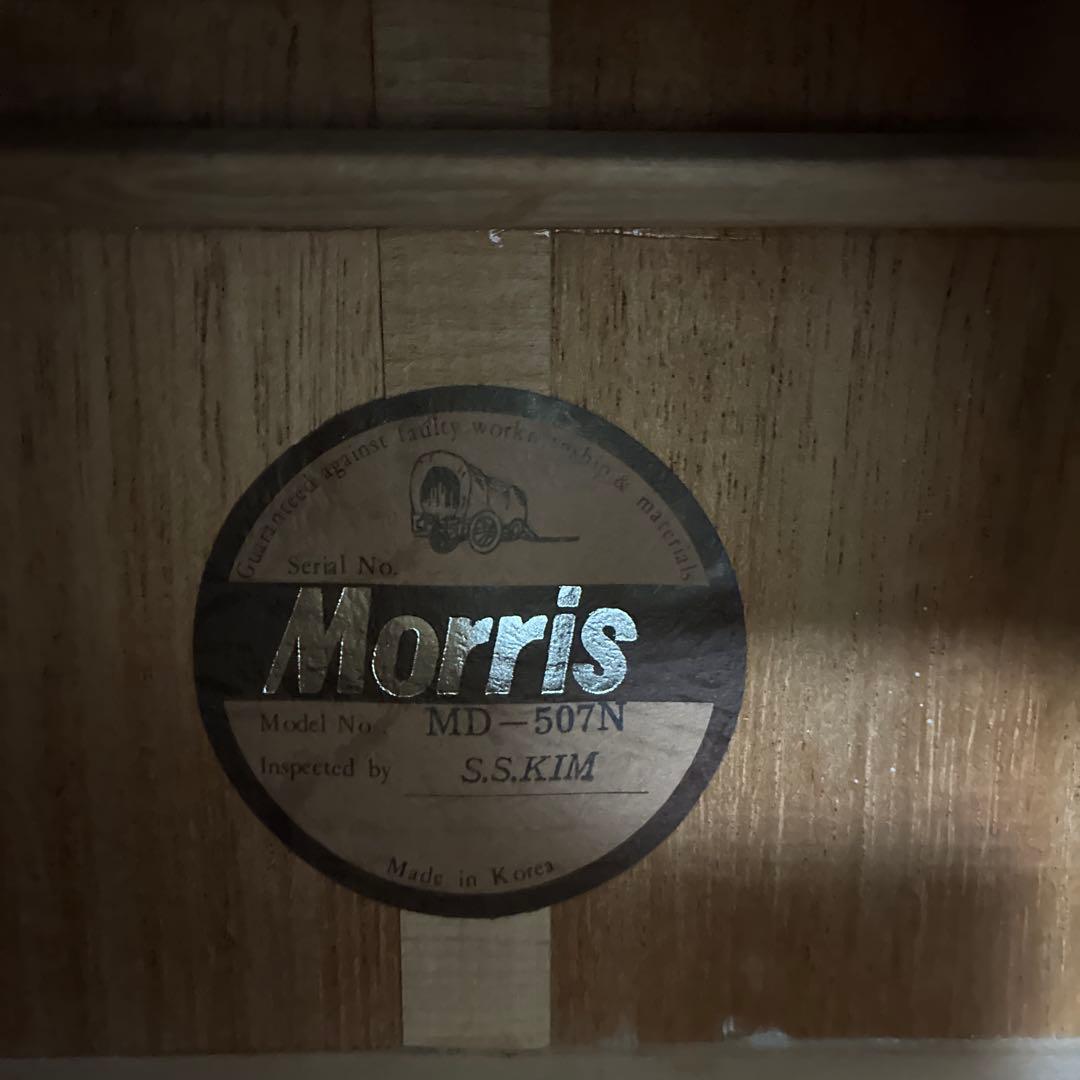 Guaranteed against faulty workmanship & materials
Serial No.
Morris
Model No. MD-507N
Inspected by S.S.KIM
Made in Korea